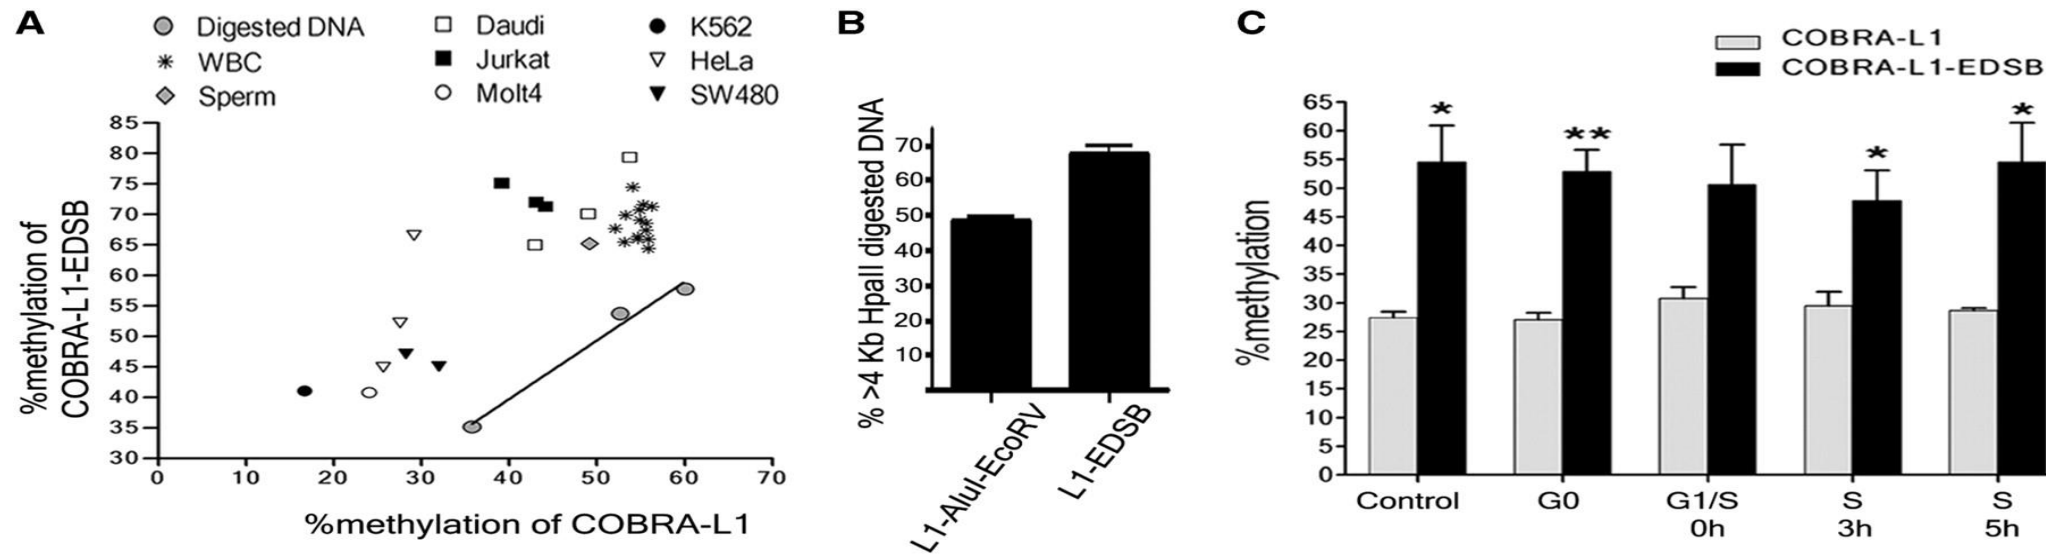 A
Digested DNA
WBC
Sperm
Daudi
Jurkat
Molt4
K562
HeLa
SW480
%methylation of
COBRA-L1-EDSB
85
80
75
70
65
60
55
50
45
40
35
30
0 10 20 30 40 50 60 70
%methylation of COBRA-L1
B
% >4 Kb HpaII digested DNA
70
60
50
40
30
20
10
L1-AluI-EcoRV
L1-EDSB
C
COBRA-L1
COBRA-L1-EDSB
%methylation
65
60
55
50
45
40
35
30
25
20
15
10
5
0
* ** * *
Control G0 G1/S S S
0h 3h 5h